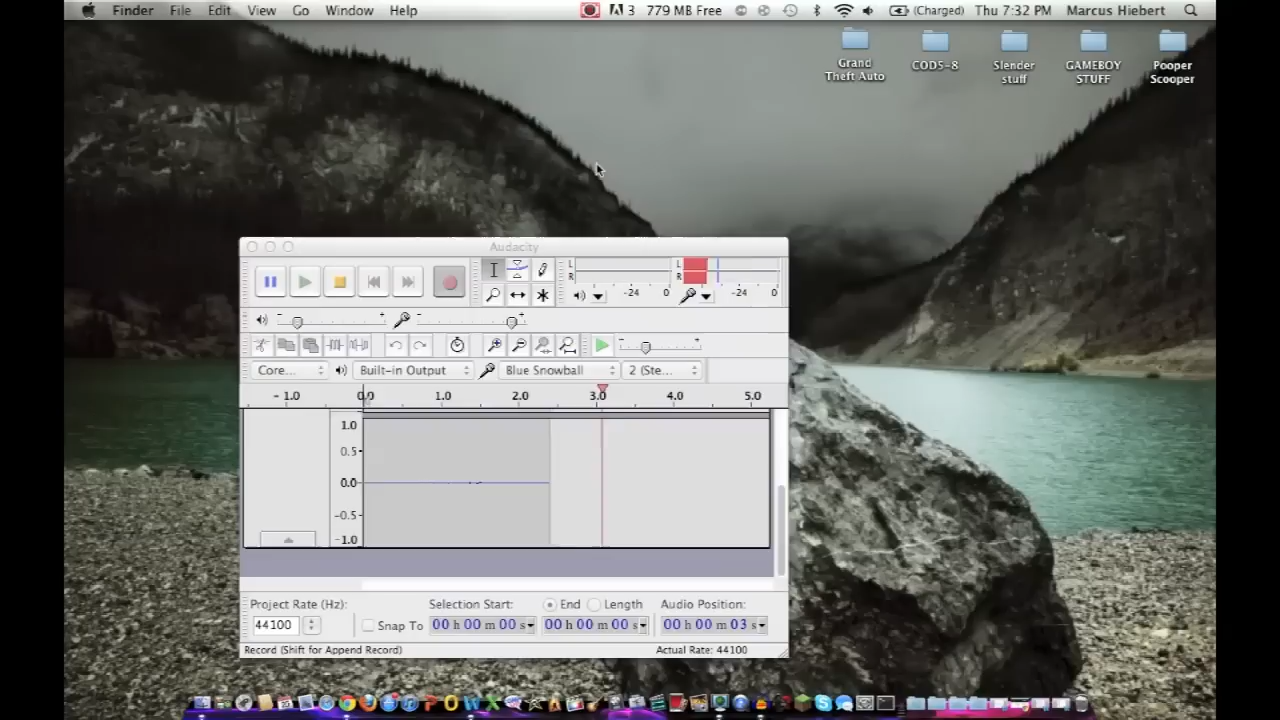 Finder File Edit View Go Window Help 3 779 MB Free (Charged) Thu 7:32 PM Marcus Hiebert
Grand Theft Auto
COD5-8
Slender stuff
GAMEBOY STUFF
Pooper Scooper
Audacity
L
R
L
R
-24 0 -24 0
Core... Built-in Output Blue Snowball 2 (Ste...
- 1.0 0.0 1.0 2.0 3.0 4.0 5.0
1.0
0.5
0.0
-0.5
-1.0
Project Rate (Hz): Selection Start: End Length Audio Position:
44100 Snap To 00 h 00 m 00 s 00 h 00 m 00 s 00 h 00 m 03 s
Record (Shift for Append Record) Actual Rate: 44100